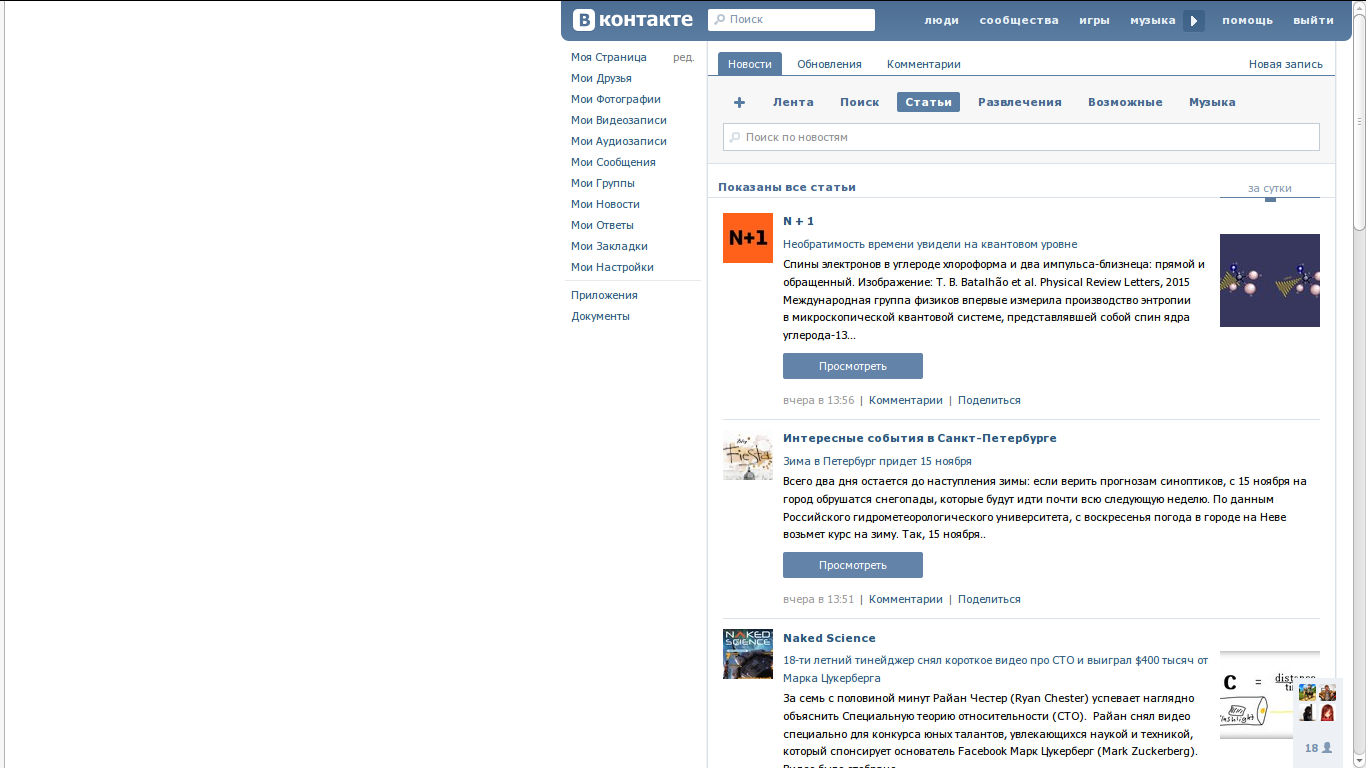 В контакте
Поиск
люди сообщества игры музыка помощь выйти
Моя Страница ред.
Мои Друзья
Мои Фотографии
Мои Видеозаписи
Мои Аудиозаписи
Мои Сообщения
Мои Группы
Мои Новости
Мои Ответы
Мои Закладки
Мои Настройки
Приложения
Документы
Новости Обновления Комментарии Новая запись
+ Лента Поиск Статьи Развлечения Возможные Музыка
Поиск по новостям
Показаны все статьи
за сутки
N+1
N + 1
Необратимость времени увидели на квантовом уровне
Спины электронов в углероде хлороформа и два импульса-близнеца: прямой и
обращенный. Изображение: T. B. Batalhão et al. Physical Review Letters, 2015
Международная группа физиков впервые измерила производство энтропии
в микроскопической квантовой системе, представлявшей собой спин ядра
углерода-13...
Просмотреть
вчера в 13:56 | Комментарии | Поделиться
Fiesta
Интересные события в Санкт-Петербурге
Зима в Петербург придет 15 ноября
Всего два дня остается до наступления зимы: если верить прогнозам синоптиков, с 15 ноября на
город обрушатся снегопады, которые будут идти почти всю следующую неделю. По данным
Российского гидрометеорологического университета, с воскресенья погода в городе на Неве
возьмет курс на зиму. Так, 15 ноября..
Просмотреть
вчера в 13:51 | Комментарии | Поделиться
NAKED
SCIENCE
Naked Science
18-ти летний тинейджер снял короткое видео про СТО и выиграл $400 тысяч от
Марка Цукерберга
За семь с половиной минут Райан Честер (Ryan Chester) успевает наглядно
объяснить Специальную теорию относительности (СТО). Райан снял видео
специально для конкурса юных талантов, увлекающихся наукой и техникой,
который спонсирует основатель Facebook Марк Цукерберг (Mark Zuckerberg).
Видео было отобрано
C = distance
18